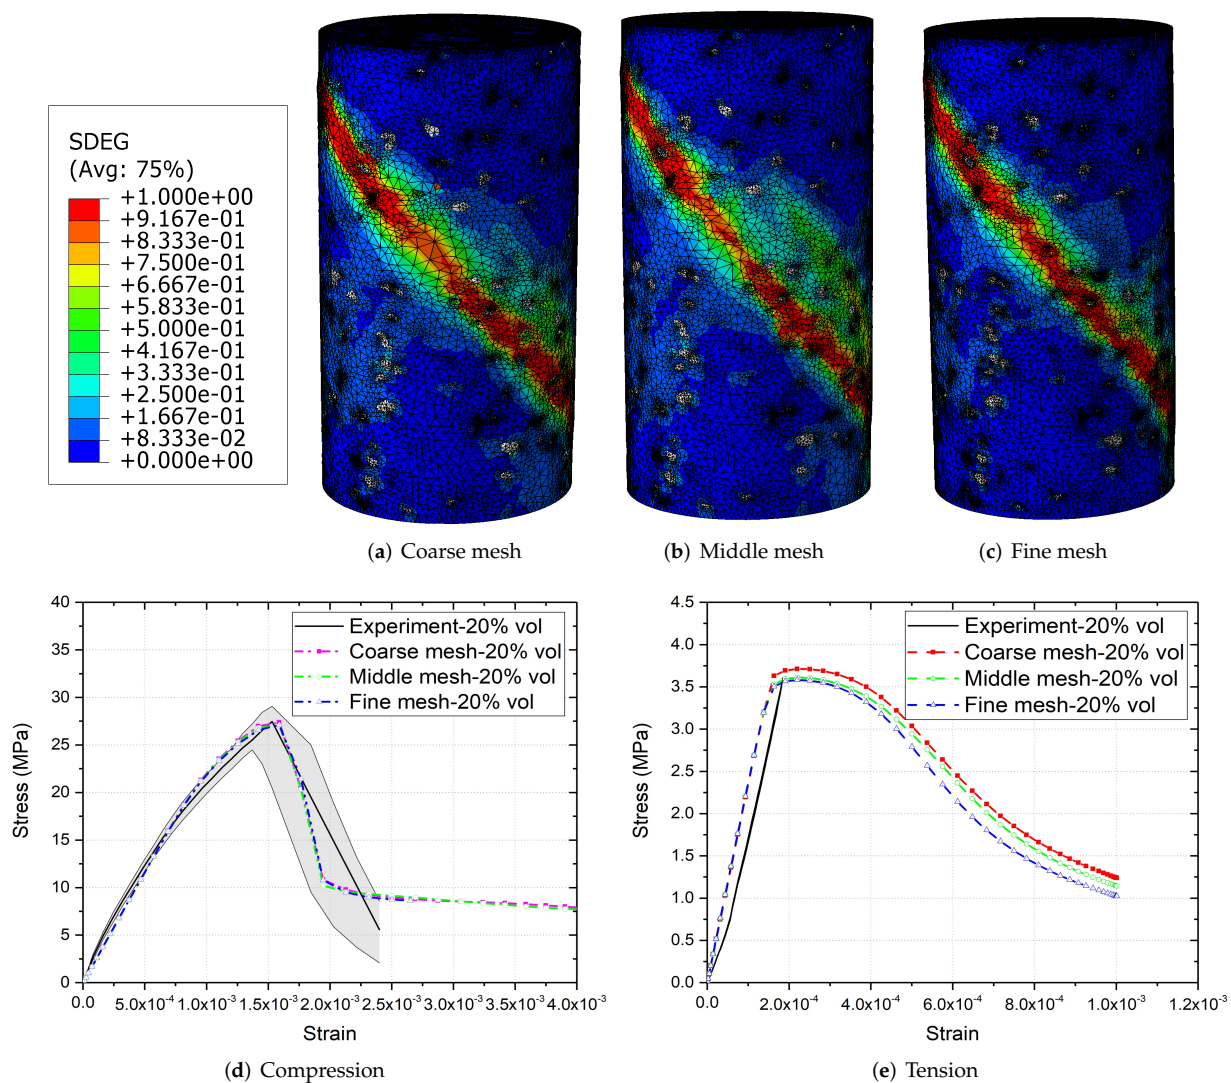 SDEG
(Avg: 75%)
+1.000e+00
+9.167e-01
+8.333e-01
+7.500e-01
+6.667e-01
+5.833e-01
+5.000e-01
+4.167e-01
+3.333e-01
+2.500e-01
+1.667e-01
+8.333e-02
+0.000e+00
(a) Coarse mesh
(b) Middle mesh
(c) Fine mesh
40
35
30
25
20
15
10
5
0
Stress (MPa)
Experiment-20% vol
Coarse mesh-20% vol
Middle mesh-20% vol
Fine mesh-20% vol
0.0 5.0x10⁻⁴ 1.0x10⁻³ 1.5x10⁻³ 2.0x10⁻³ 2.5x10⁻³ 3.0x10⁻³ 3.5x10⁻³ 4.0x10⁻³
Strain
(d) Compression
4.5
4.0
3.5
3.0
2.5
2.0
1.5
1.0
0.5
0.0
Stress (MPa)
Experiment-20% vol
Coarse mesh-20% vol
Middle mesh-20% vol
Fine mesh-20% vol
0.0 2.0x10⁻⁴ 4.0x10⁻⁴ 6.0x10⁻⁴ 8.0x10⁻⁴ 1.0x10⁻³ 1.2x10⁻³
Strain
(e) Tension